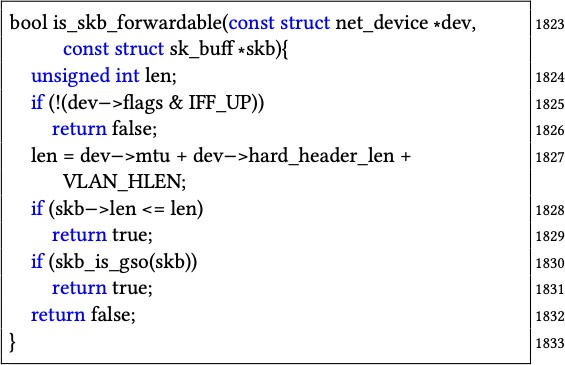 bool is_skb_forwardable(const struct net_device *dev, 1823
const struct sk_buff *skb){
unsigned int len; 1824
if (!(dev−>flags & IFF_UP)) 1825
return false; 1826
len = dev−>mtu + dev−>hard_header_len + 1827
VLAN_HLEN;
if (skb−>len <= len) 1828
return true; 1829
if (skb_is_gso(skb)) 1830
return true; 1831
return false; 1832
} 1833